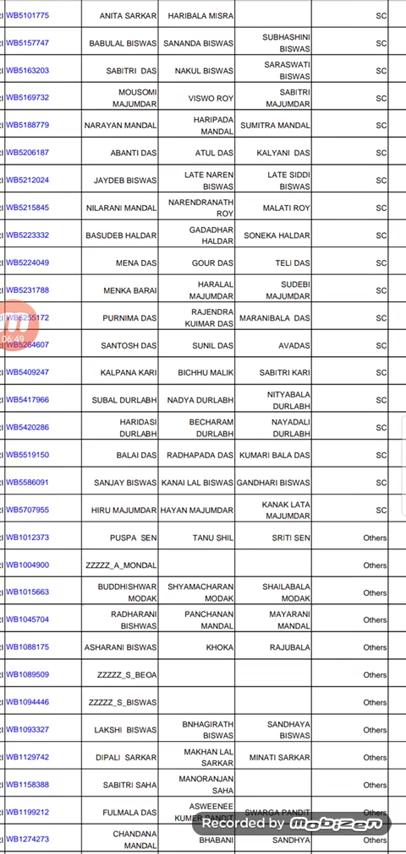 WB5101775 ANITA SARKAR HARIBALA MISRA SC
WB5157747 BABULAL BISWAS SANANDA BISWAS SUBHASHINI BISWAS SC
WB5163203 SABITRI DAS NAKUL BISWAS SARASWATI BISWAS SC
WB5169732 MOUSOMI MAJUMDAR VISWO ROY SABITRI MAJUMDAR SC
WB5188779 NARAYAN MANDAL HARIPADA MANDAL SUMITRA MANDAL SC
WB5206187 ABANTI DAS ATUL DAS KALYANI DAS SC
WB5212024 JAYDEB BISWAS LATE NAREN BISWAS LATE SIDDI BISWAS SC
WB5215845 NILARANI MANDAL NARENDRANATH ROY MALATI ROY SC
WB5223332 BASUDEB HALDAR GADADHAR HALDAR SONEKA HALDAR SC
WB5224049 MENA DAS GOUR DAS TELI DAS SC
WB5231788 MENKA BARAI HARALAL MAJUMDAR SUDEBI MAJUMDAR SC
WB5255172 PURNIMA DAS RAJENDRA KUIMAR DAS MARANIBALA DAS SC
06:49
WB5264607 SANTOSH DAS SUNIL DAS AVADAS SC
WB5409247 KALPANA KARI BICHHU MALIK SABITRI KARI SC
WB5417966 SUBAL DURLABH NADYA DURLABH NITYABALA DURLABH SC
WB5420286 HARIDASI DURLABH BECHARAM DURLABH NAYADALI DURLABH SC
WB5519150 BALAI DAS RADHAPADA DAS KUMARI BALA DAS SC
WB5586091 SANJAY BISWAS KANAI LAL BISWAS GANDHARI BISWAS SC
WB5707955 HIRU MAJUMDAR HAYAN MAJUMDAR KANAK LATA MAJUMDAR SC
WB1012373 PUSPA SEN TANU SHIL SRITI SEN Others
WB1004900 ZZZZZ_A_MONDAL Others
WB1015663 BUDDHISHWAR MODAK SHYAMACHARAN MODAK SHAILABALA MODAK Others
WB1045704 RADHARANI BISHWAS PANCHANAN MANDAL MAYARANI MANDAL Others
WB1088175 ASHARANI BISWAS KHOKA RAJUBALA Others
WB1089509 ZZZZZ_S_BEOA Others
WB1094446 ZZZZZ_S_BISWAS Others
WB1093327 LAKSHI BISWAS BNHAGIRATH BISWAS SANDHAYA BISWAS Others
WB1129742 DIPALI SARKAR MAKHAN LAL SARKAR MINATI SARKAR Others
WB1158388 SABITRI SAHA MANORANJAN SAHA Others
WB1199212 FULMALA DAS ASWEENEE KUMER PANDIT SWARGA PANDIT Others
Recorded by MOBIZEN
WB1274273 CHANDANA MANDAL BHABANI SANDHYA Others